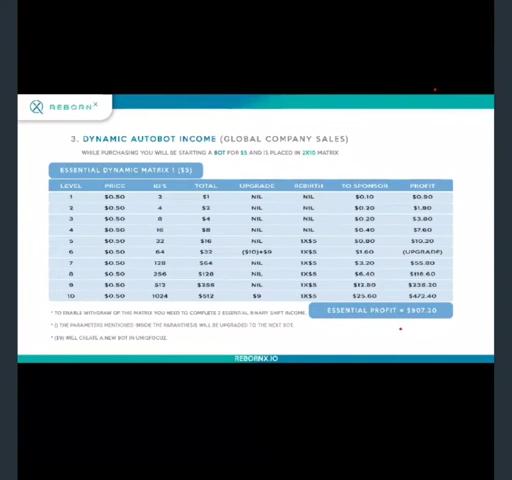 REBORN X
3. DYNAMIC AUTOBOT INCOME (GLOBAL COMPANY SALES)
WHILE PURCHASING YOU WILL BE STARTING A BOT FOR $5 AND IS PLACED IN 2X10 MATRIX
ESSENTIAL DYNAMIC MATRIX 1 ($5)
LEVEL PRICE ID'S TOTAL UPGRADE REBIRTH TO SPONSOR PROFIT
1 $0.50 2 $1 NIL NIL $0.10 $0.90
2 $0.50 4 $2 NIL NIL $0.20 $1.80
3 $0.50 8 $4 NIL NIL $0.20 $3.80
4 $0.50 16 $8 NIL NIL $0.40 $7.60
5 $0.50 32 $16 NIL 1X$5 $0.80 $10.20
6 $0.50 64 $32 ($10)+$9 1X$5 $1.60 (UPGRADE)
7 $0.50 128 $64 NIL 1X$5 $3.20 $55.80
8 $0.50 256 $128 NIL 1X$5 $6.40 $116.60
9 $0.50 512 $256 NIL 1X$5 $12.80 $238.20
10 $0.50 1024 $512 $9 1X$5 $25.60 $472.40
ESSENTIAL PROFIT = $907.30
* TO ENABLE WITHDRAW OF THIS MATRIX YOU NEED TO COMPLETE 2 ESSENTIAL BINARY SHIFT INCOME.
* () THE PARAMETERS MENTIONED INSIDE THE PARANTHESIS WILL BE UPGRADED TO THE NEXT BOT.
* ($9) WILL CREATE A NEW BOT IN UNIQFOCUZ.
REBORNX.IO